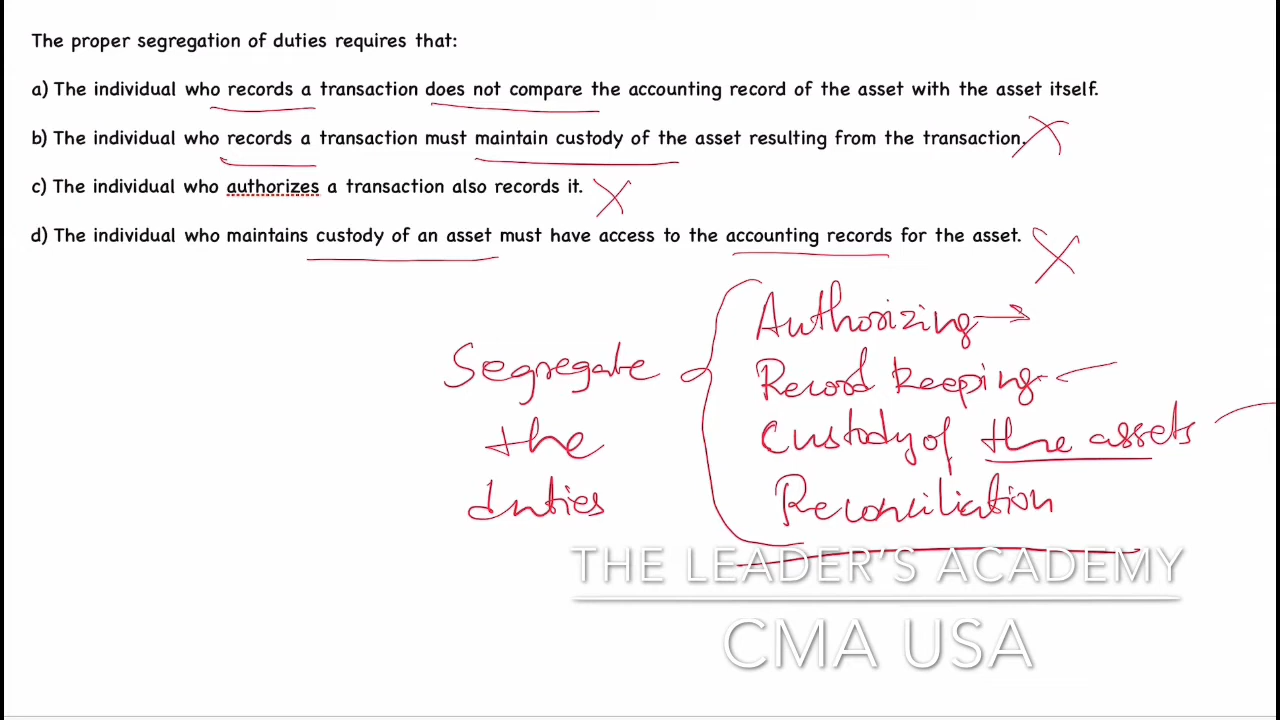 The proper segregation of duties requires that:
a) The individual who records a transaction does not compare the accounting record of the asset with the asset itself.
b) The individual who records a transaction must maintain custody of the asset resulting from the transaction.
c) The individual who authorizes a transaction also records it.
d) The individual who maintains custody of an asset must have access to the accounting records for the asset.
Segregate
the
duties
Authorizing
Record keeping
Custody of the assets
Reconciliation
THE LEADER'S ACADEMY
CMA USA